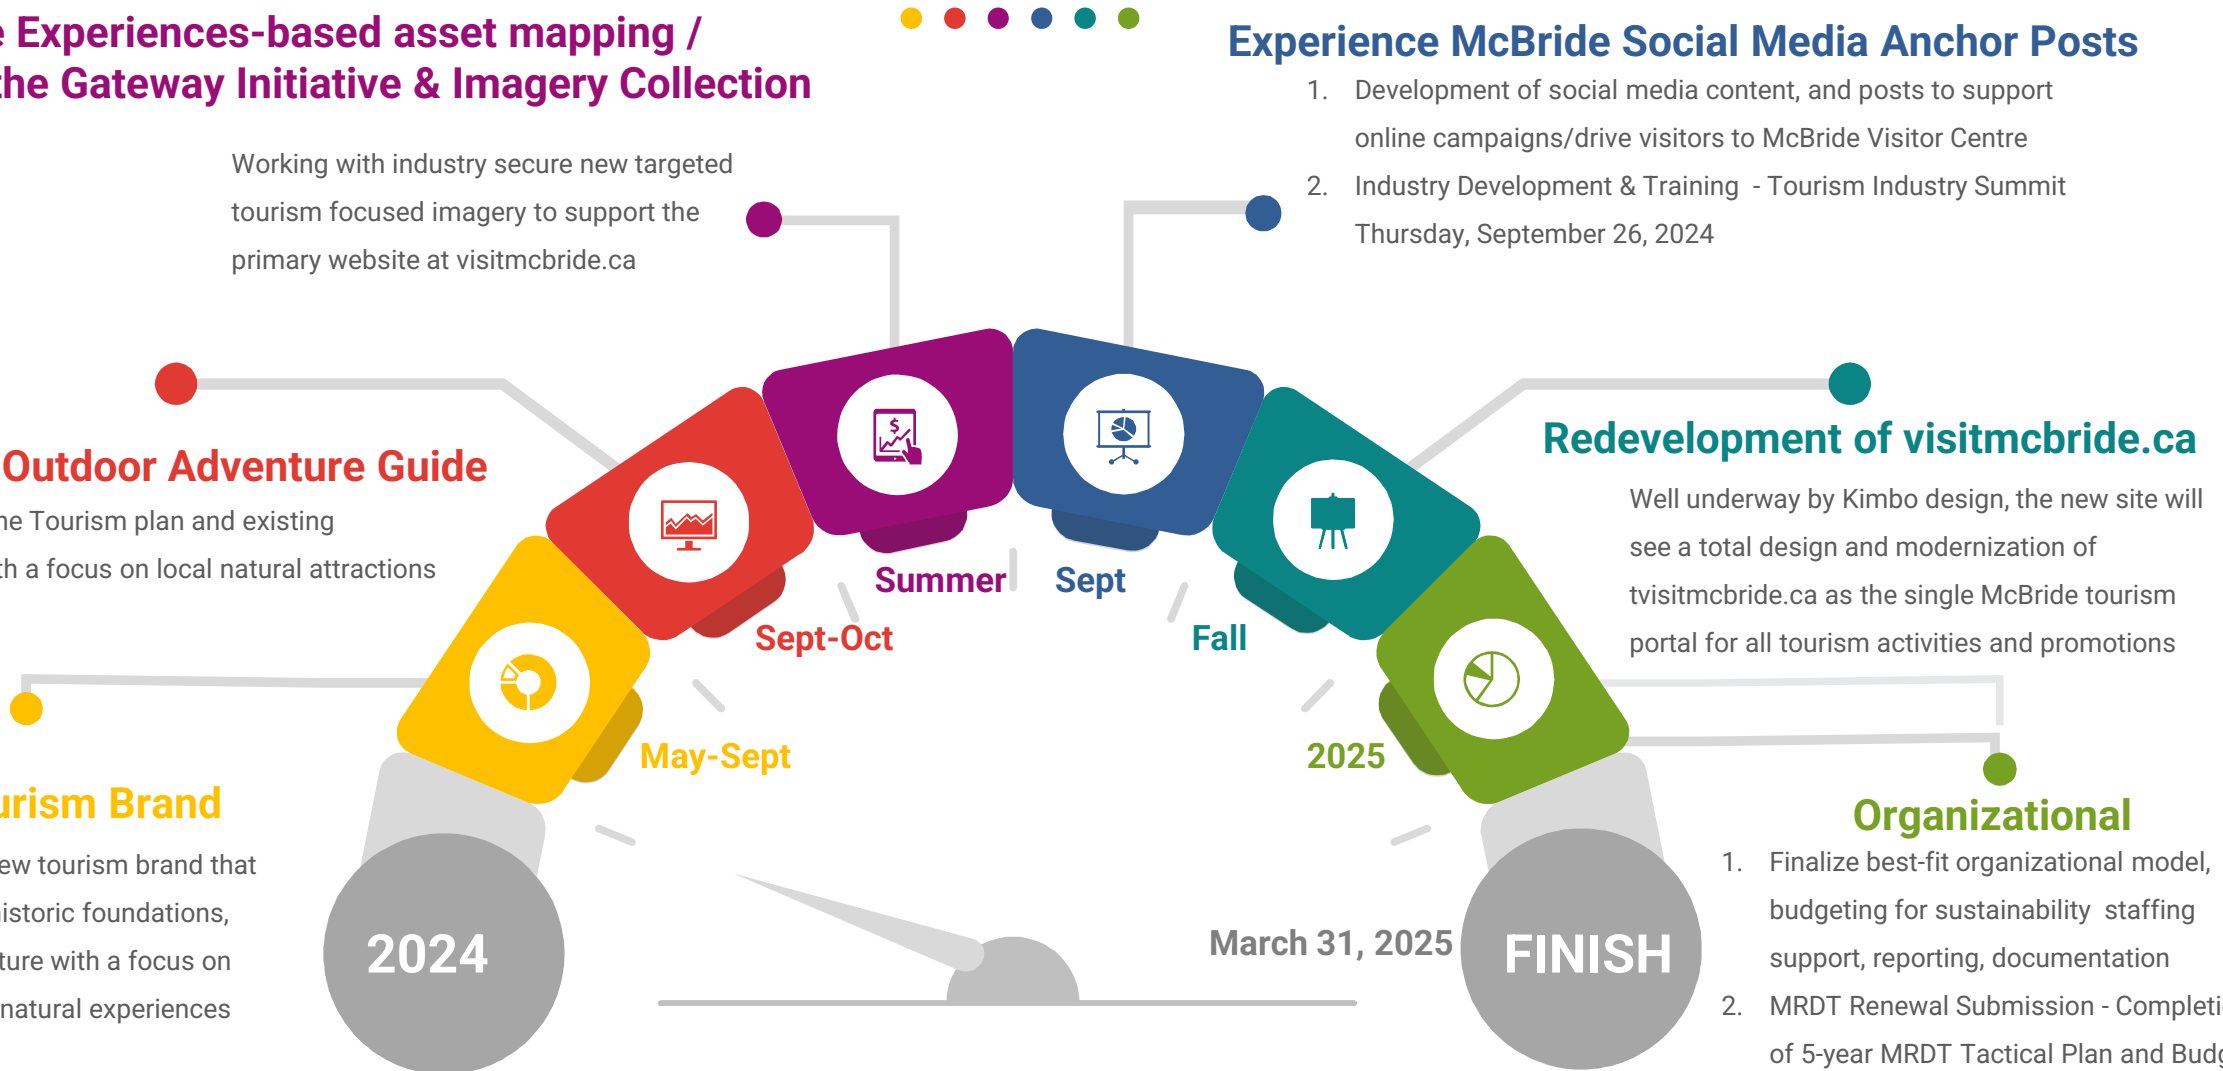 Experiences-based asset mapping /
the Gateway Initiative & Imagery Collection
Working with industry secure new targeted
tourism focused imagery to support the
primary website at visitmcbride.ca
Experience McBride Social Media Anchor Posts
1. Development of social media content, and posts to support
online campaigns/drive visitors to McBride Visitor Centre
2. Industry Development & Training - Tourism Industry Summit
Thursday, September 26, 2024
Outdoor Adventure Guide
Tourism plan and existing
a focus on local natural attractions
Redevelopment of visitmcbride.ca
Well underway by Kimbo design, the new site will
see a total design and modernization of
tvisitmcbride.ca as the single McBride tourism
portal for all tourism activities and promotions
Summer
Sept
Sept-Oct
Fall
May-Sept
2025
Brand
tourism brand that
foundations,
with a focus on
natural experiences
2024
March 31, 2025
FINISH
Organizational
1. Finalize best-fit organizational model,
budgeting for sustainability staffing
support, reporting, documentation
2. MRDT Renewal Submission -
of 5-year MRDT Tactical Plan and